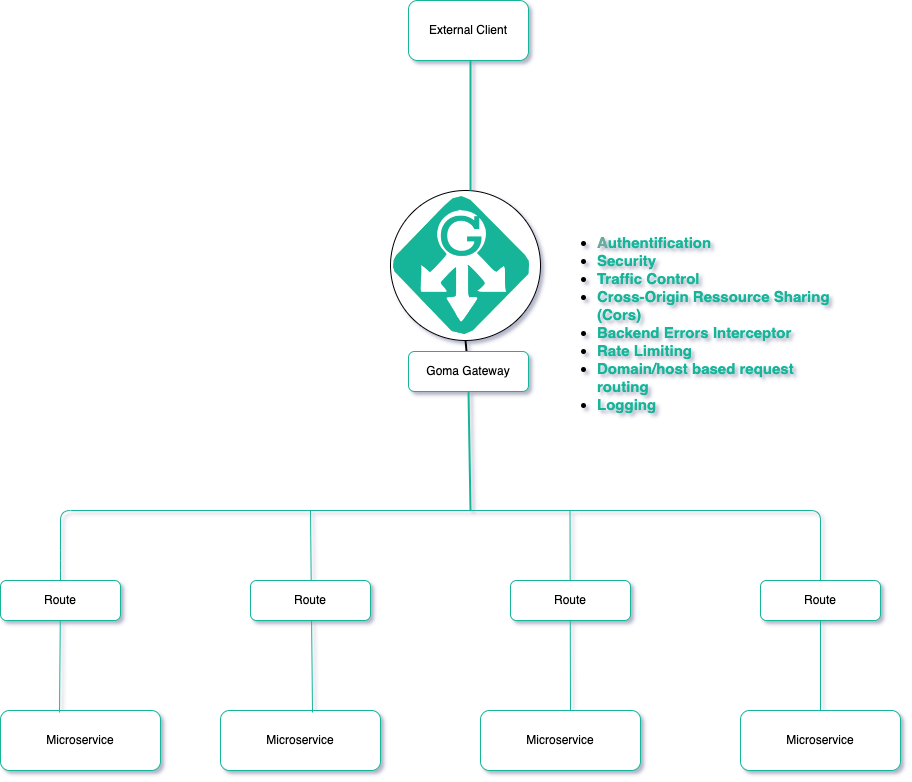 External Client
G
Authentification
Security
Traffic Control
Cross-Origin Ressource Sharing
(Cors)
Backend Errors Interceptor
Rate Limiting
Domain/host based request
routing
Logging
Goma Gateway
Route
Route
Route
Route
Microservice
Microservice
Microservice
Microservice